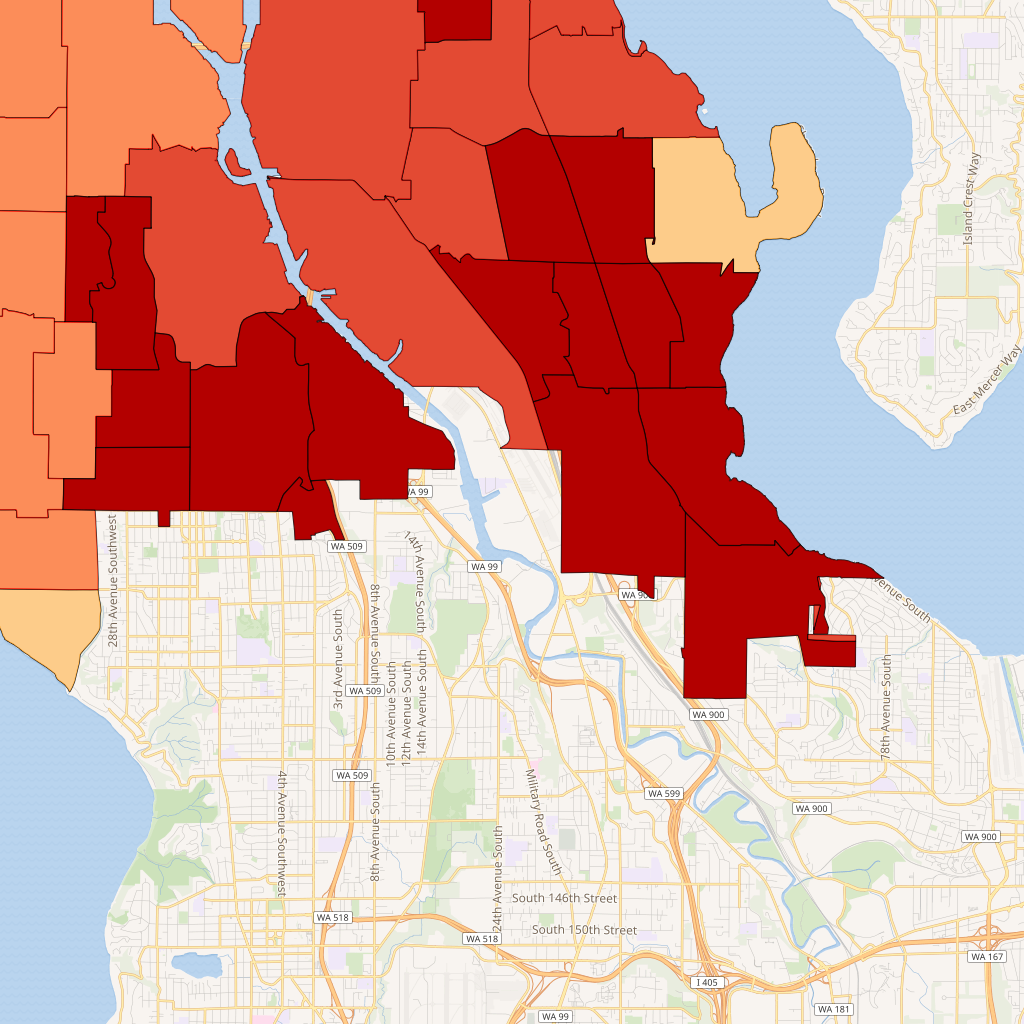 Island Crest Way
East Mercer Way
WA 99
28th Avenue Southwest
WA 509
14th Avenue South
WA 99
8th Avenue South
WA 90
venue South
3rd Avenue South
WA 509
10th Avenue South
12th Avenue South
14th Avenue South
78th Avenue South
WA 900
WA 509
WA 599
WA 900
4th Avenue Southwest
8th Avenue South
Military Road South
WA 900
24th Avenue South
South 146th Street
WA 518
South 150th Street
WA 518
WA 167
I 405
WA 181
WA 99